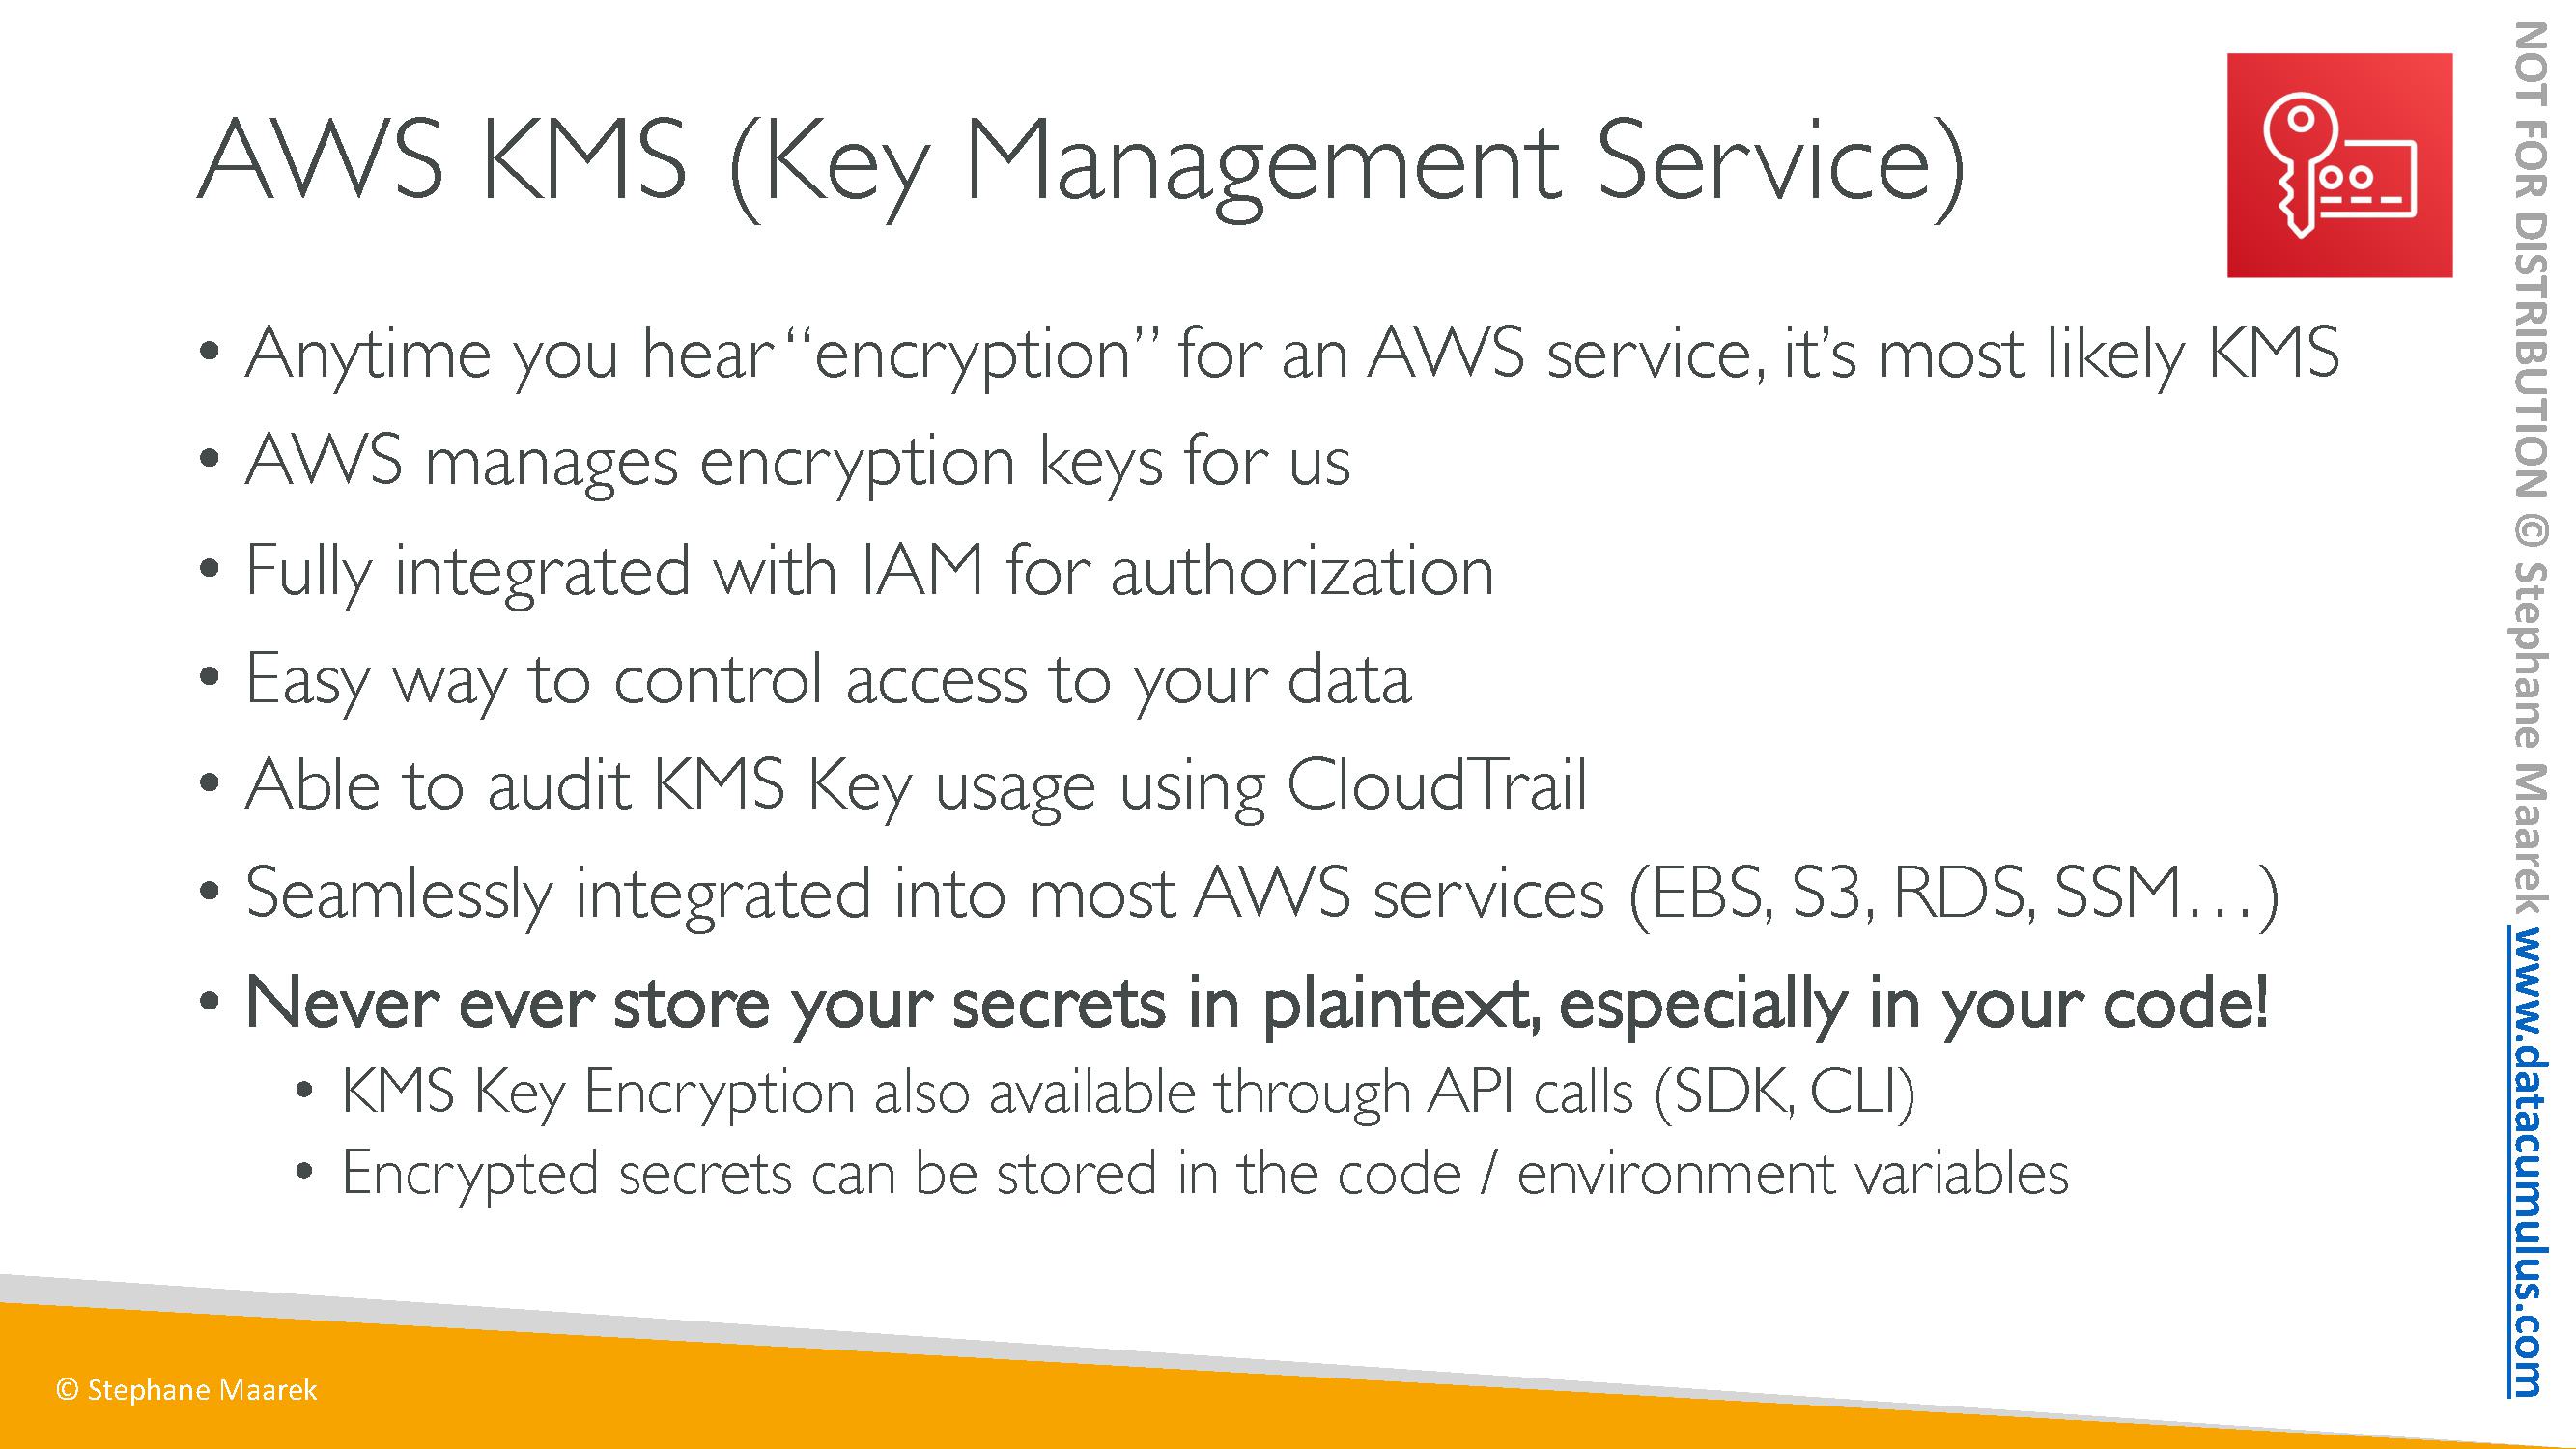 AWS KMS (Key Management Service)
• Anytime you hear “encryption” for an AWS service, it’s most likely KMS
• AWS manages encryption keys for us
• Fully integrated with IAM for authorization
• Easy way to control access to your data
• Able to audit KMS Key usage using CloudTrail
• Seamlessly integrated into most AWS services (EBS, S3, RDS, SSM…)
• Never ever store your secrets in plaintext, especially in your code!
• KMS Key Encryption also available through API calls (SDK, CLI)
• Encrypted secrets can be stored in the code / environment variables
© Stephane Maarek
NOT FOR DISTRIBUTION © Stephane Maarek www.datacumulus.com